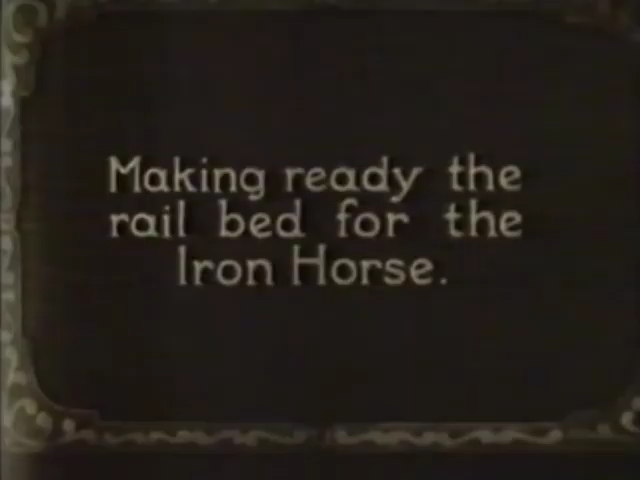 Making ready the
rail bed for the
Iron Horse.